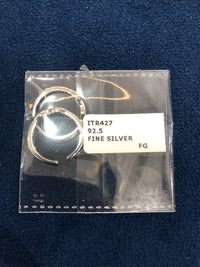 ITR427
92.5
FINE SILVER
FG